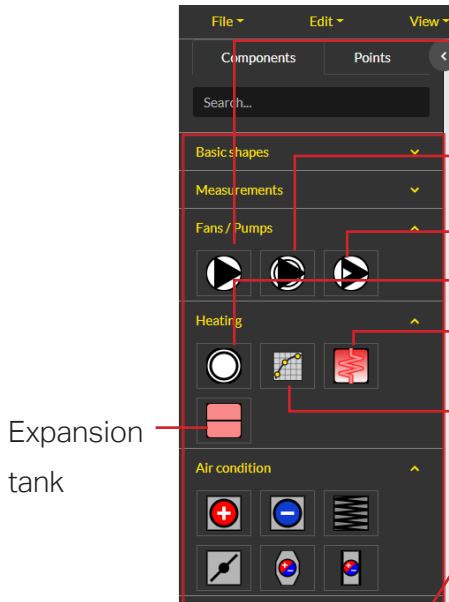 File Edit View
Components Points
Search...
Basic shapes
Measurements
Fans / Pumps
Heating
Expansion
tank
Air condition